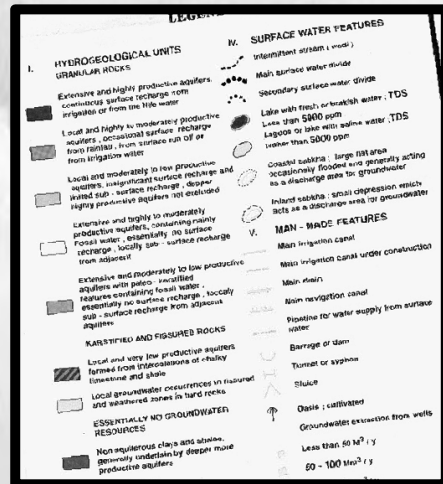 LEGEN
I. HYDROGEOLOGICAL UNITS
GRANULAR ROCKS
Extensive and highly productive aquifers,
continuous surface recharge from
irrigation or from the Nile water
Local and highly to moderately productive
aquifers, occasional surface recharge
from rainfall, from surface run off or
from irrigation water
Local and moderately to low productive
aquifers, insignificant surface recharge and
limited sub - surface recharge, deeper
highly productive aquifers not excluded
Extensive and highly to moderately
productive aquifers, containing mainly
Fossil water, essentially no surface
recharge, locally sub - surface recharge
from adjacent
Extensive and moderately to low productive
aquifers with paleo - karstified
features containing fossil water,
essentially no surface recharge, locally
sub - surface recharge from adjacent
aquifers
KARSTIFIED AND FISSURED ROCKS
Local and very low productive aquifers
formed from intercalations of chalky
limestone and shale
Local groundwater occurrences in fissured
and weathered zones in hard rocks
ESSENTIALLY NO GROUNDWATER
RESOURCES
Non aquiferous clays and shales,
generally underlain by deeper more
productive aquifers
IV. SURFACE WATER FEATURES
Intermittent stream ( wadi )
Main surface water divide
Secondary surface water divide
Lake with fresh or brakish water, TDS
Less than 5000 ppm
Lagoon or lake with saline water, TDS
higher than 5000 ppm
Coastal sabkha: large flat area
occasionally flooded and generally acting
as a discharge area for groundwater
Inland sabkha: small depression which
acts as a discharge area for groundwater
V. MAN - MADE FEATURES
Main irrigation canal
Main irrigation canal under construction
Main drain
Main navigation canal
Pipeline for water supply from surface
water
Barrage or dam
Tunnel or syphon
Sluice
Oasis; cultivated
Groundwater extraction from wells
Less than 50 M³ / y
50 - 100 Mm³ / y